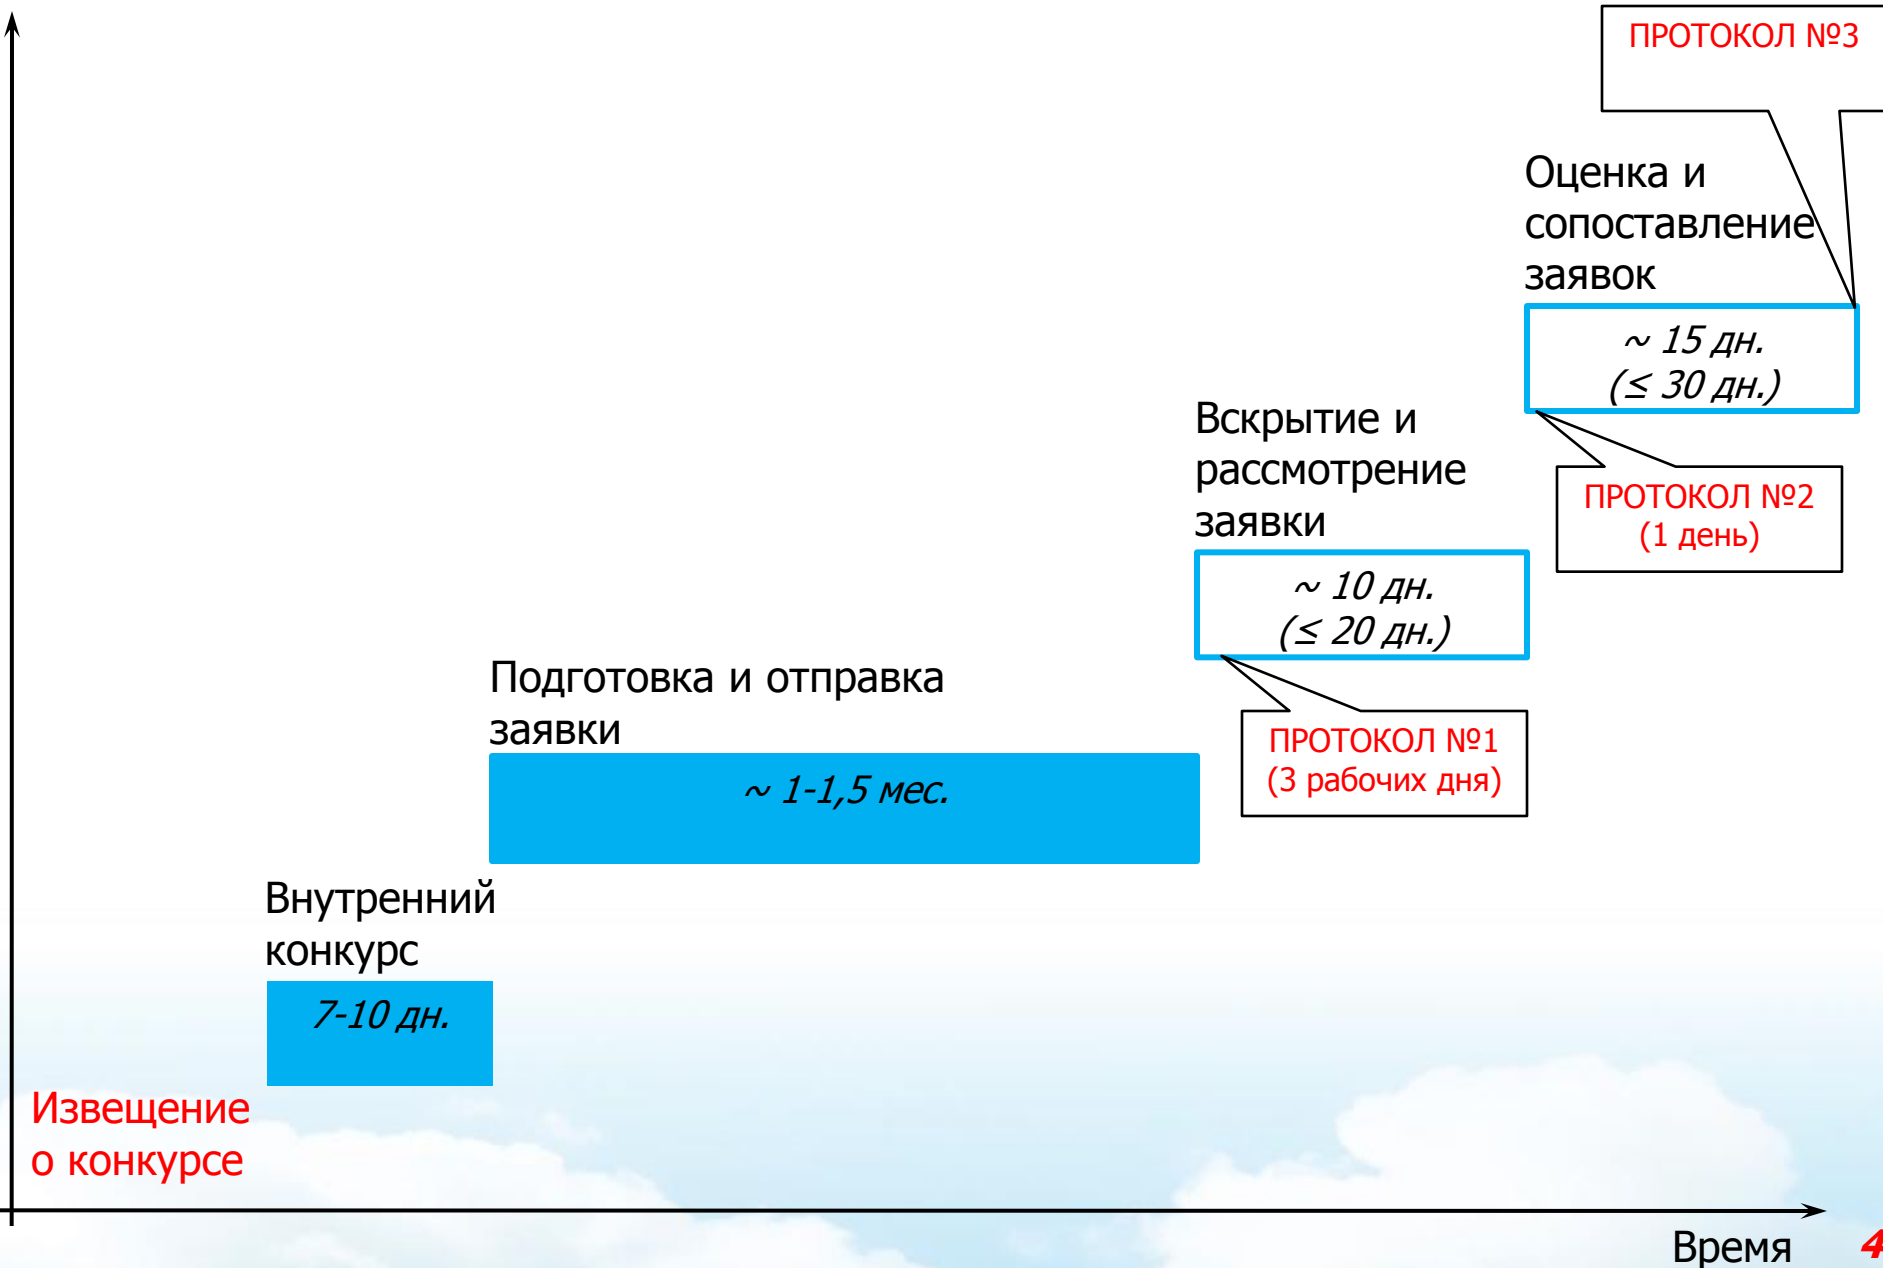 ПРОТОКОЛ №3
Оценка и
сопоставление
заявок
~ 15 дн.
(≤ 30 дн.)
ПРОТОКОЛ №2
(1 день)
Вскрытие и
рассмотрение
заявки
~ 10 дн.
(≤ 20 дн.)
ПРОТОКОЛ №1
(3 рабочих дня)
Подготовка и отправка
заявки
~ 1-1,5 мес.
Внутренний
конкурс
7-10 дн.
Извещение
о конкурсе
Время
4